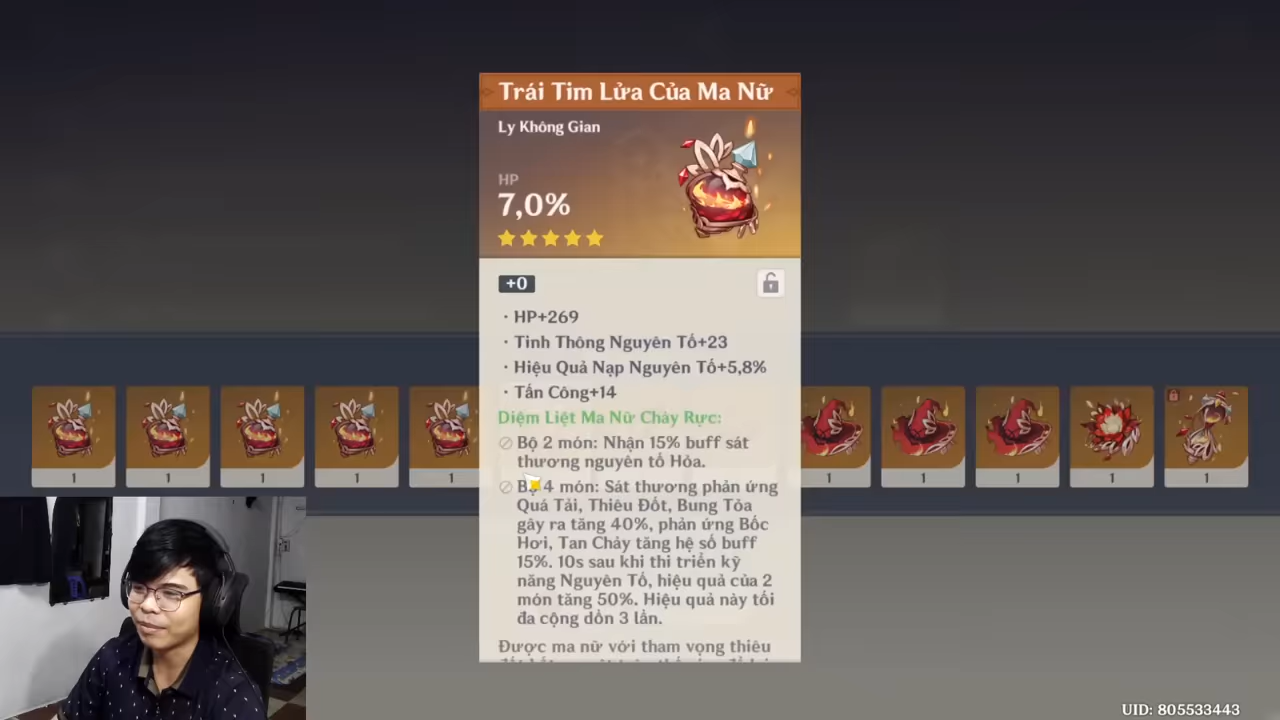 Trái Tim Lửa Của Ma Nữ
Ly Không Gian
HP
7,0%
+0
· HP+269
· Tinh Thông Nguyên Tố+23
· Hiệu Quả Nạp Nguyên Tố+5,8%
· Tấn Công+14
Diệm Liệt Ma Nữ Cháy Rực:
Bộ 2 món: Nhận 15% buff sát
thương nguyên tố Hỏa.
Bộ 4 món: Sát thương phản ứng
Quá Tải, Thiêu Đốt, Bung Tỏa
gây ra tăng 40%, phản ứng Bốc
Hơi, Tan Chảy tăng hệ số buff
15%. 10s sau khi thi triển kỹ
năng Nguyên Tố, hiệu quả của 2
món tăng 50%. Hiệu quả này tối
đa cộng dồn 3 lần.
Được ma nữ với tham vọng thiêu
1 1 1 1 1 1 1 1 1
UID: 805533443